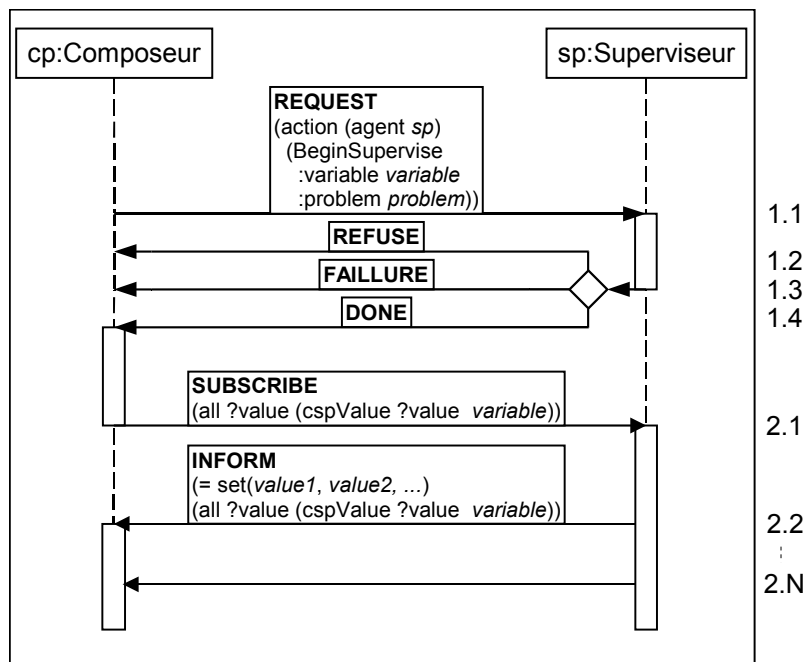 cp:Composeur
sp:Superviseur
REQUEST
(action (agent sp)
(BeginSupervise
:variable variable
:problem problem))
1.1
REFUSE
1.2
FAILLURE
1.3
DONE
1.4
SUBSCRIBE
(all ?value (cspValue ?value variable))
2.1
INFORM
(= set(value1, value2, ...)
(all ?value (cspValue ?value variable))
2.2
2.N